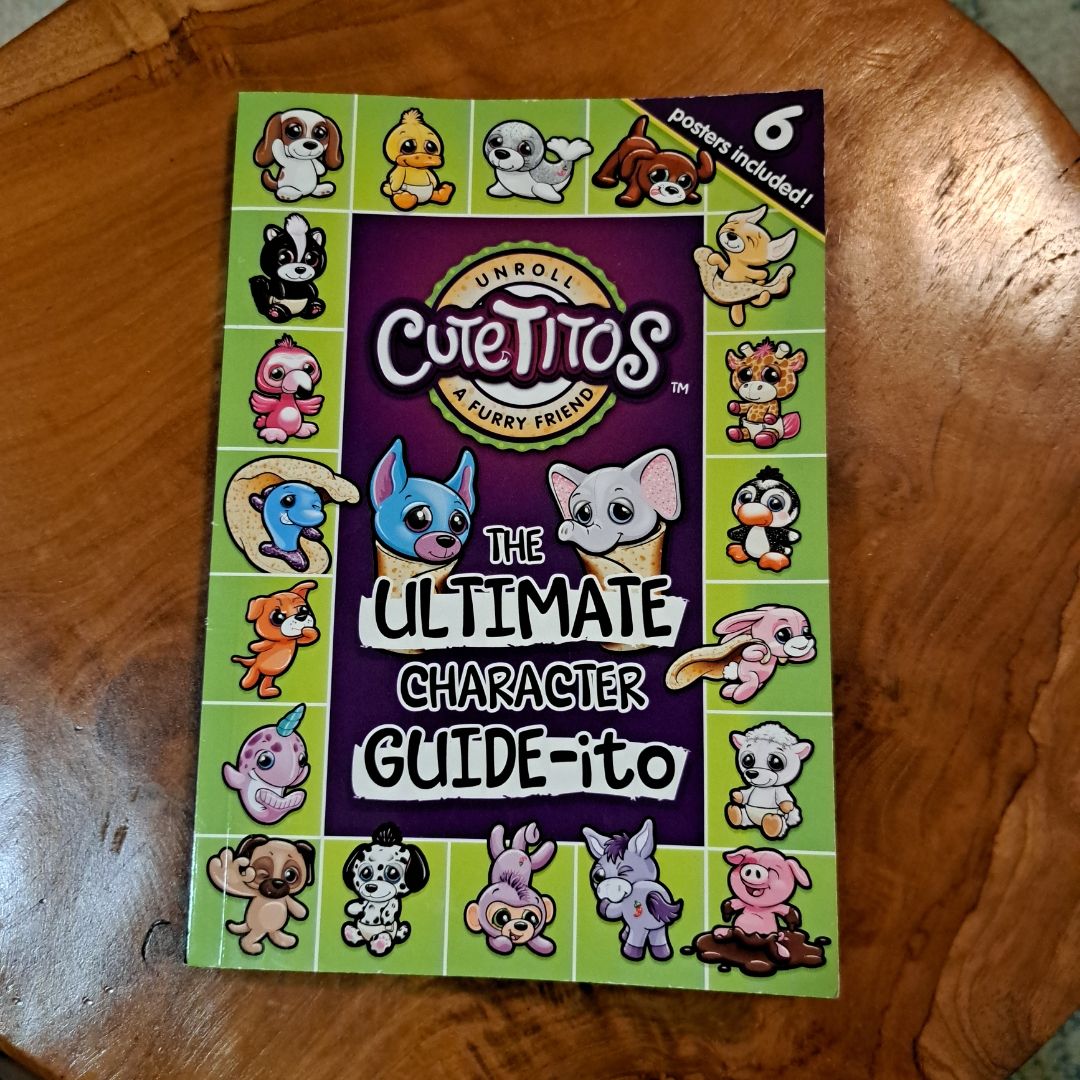 6
posters included!
UNROLL
CUTETITOS
TM
A FURRY FRIEND
THE
ULTIMATE
CHARACTER
GUIDE-ito